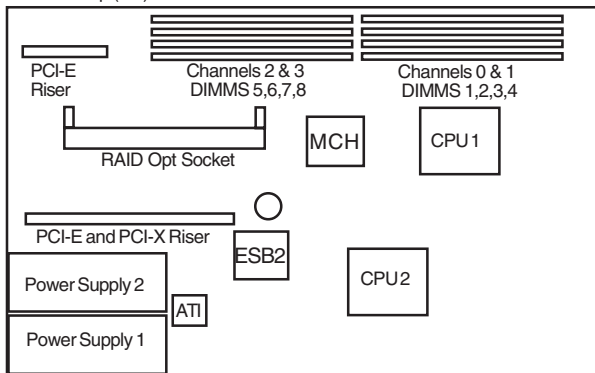 PCI-E
Riser
Channels 2 & 3
DIMMS 5,6,7,8
Channels 0 & 1
DIMMS 1,2,3,4
RAID Opt Socket
MCH
CPU1
PCI-E and PCI-X Riser
ESB2
CPU2
Power Supply 2
ATI
Power Supply 1